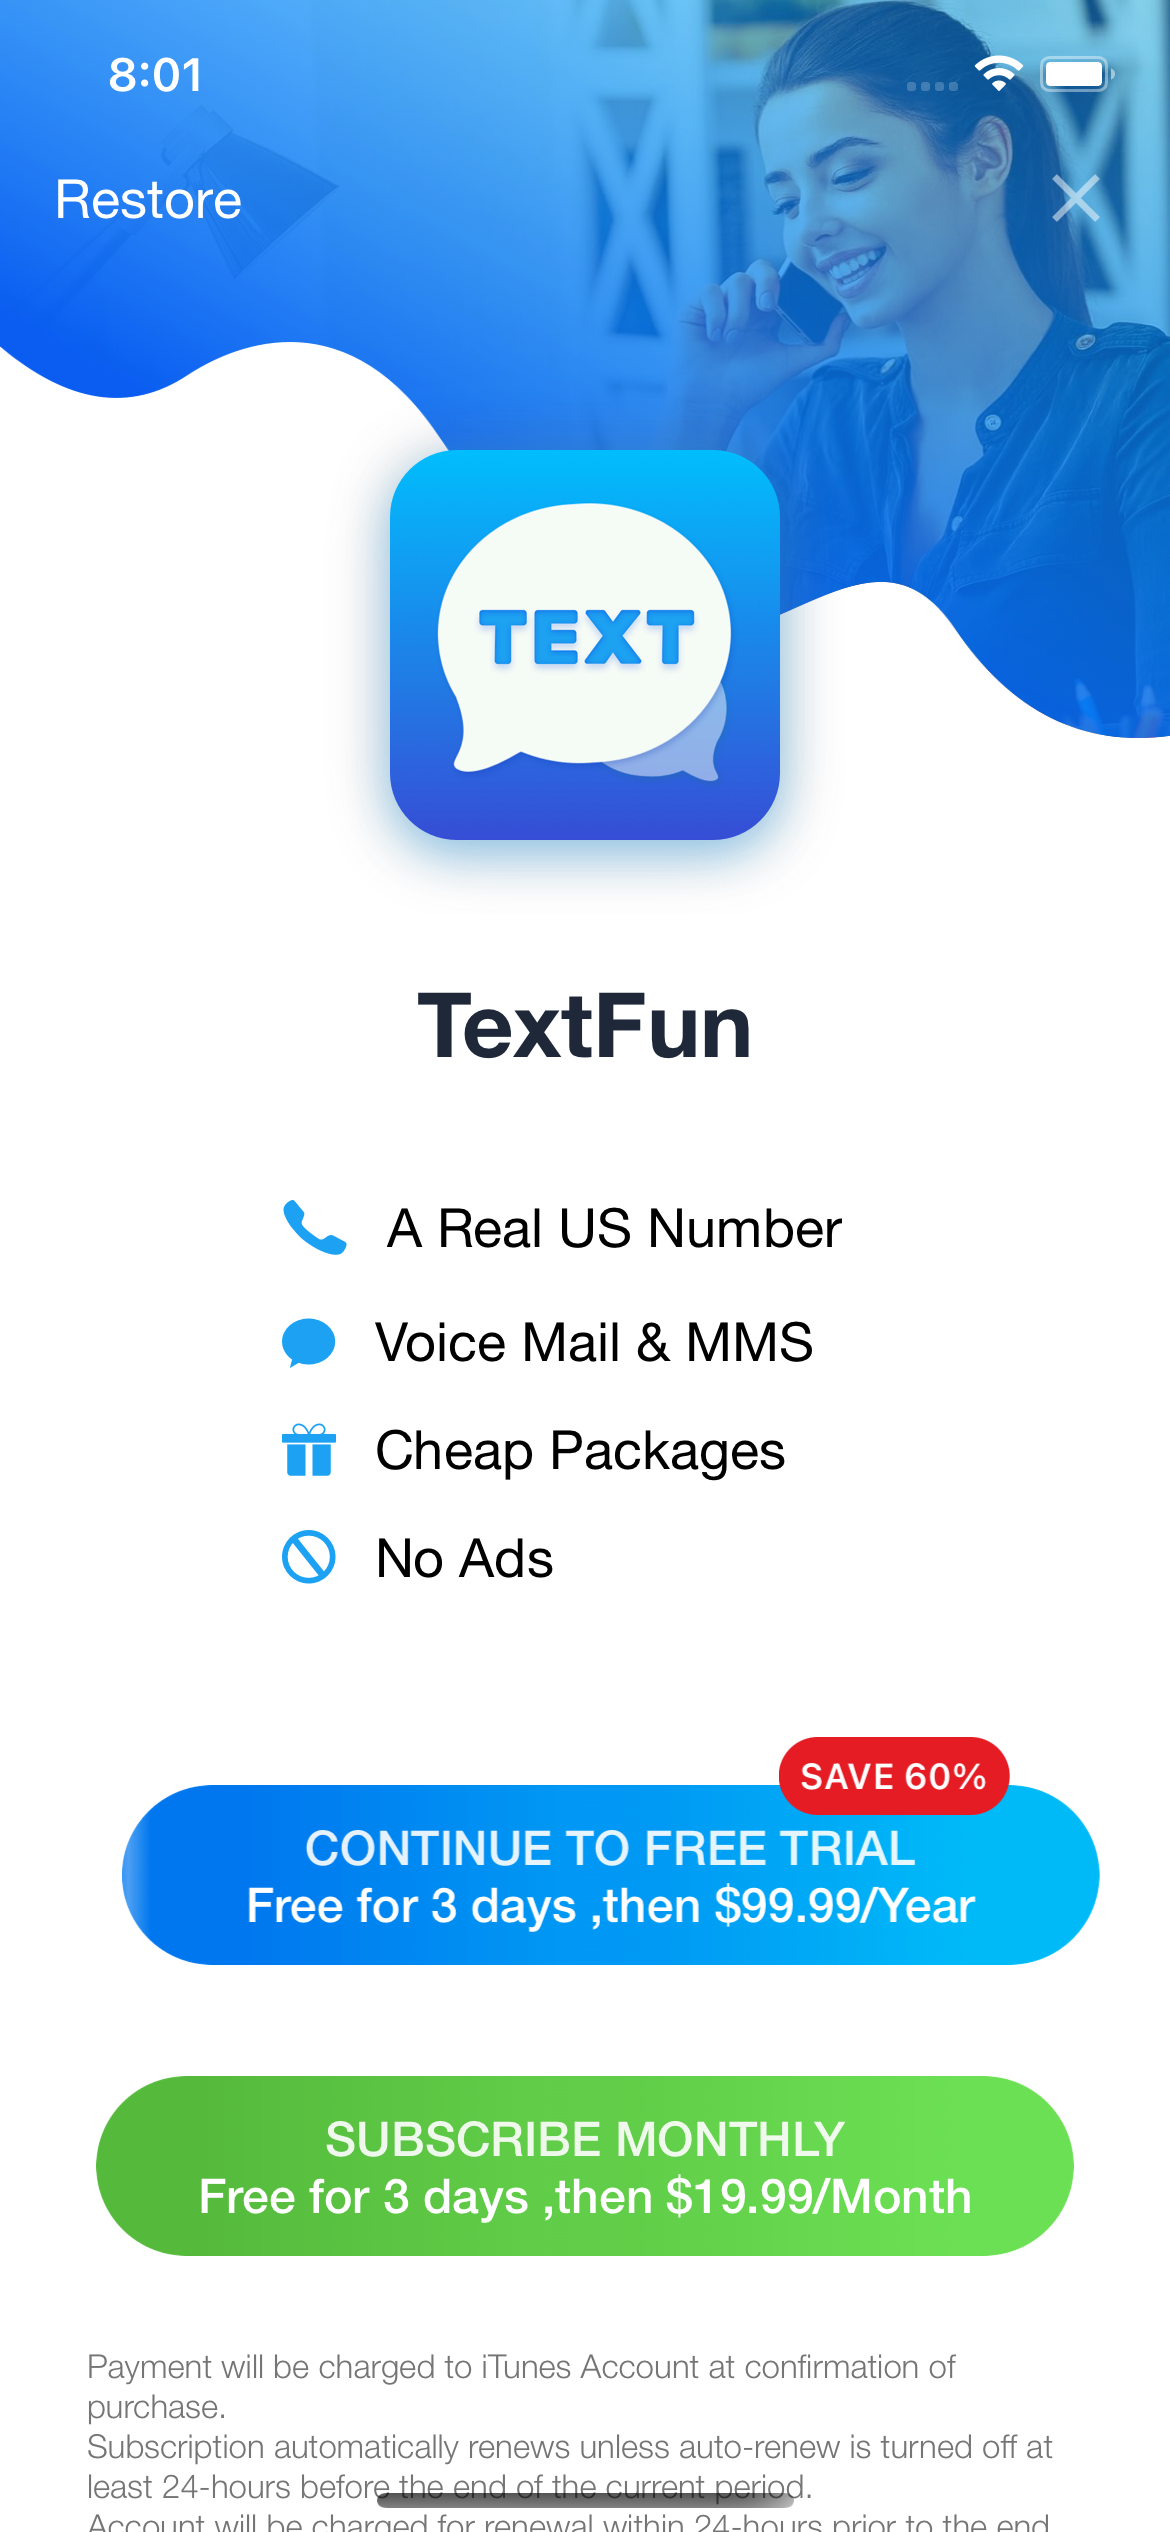 8:01
Restore
TEXT
TextFun
A Real US Number
Voice Mail & MMS
Cheap Packages
No Ads
SAVE 60%
CONTINUE TO FREE TRIAL
Free for 3 days ,then $99.99/Year
SUBSCRIBE MONTHLY
Free for 3 days ,then $19.99/Month
Payment will be charged to iTunes Account at confirmation of
purchase.
Subscription automatically renews unless auto-renew is turned off at
least 24-hours before the end of the current period.
Account will be charged for renewal within 24-hours prior to the end